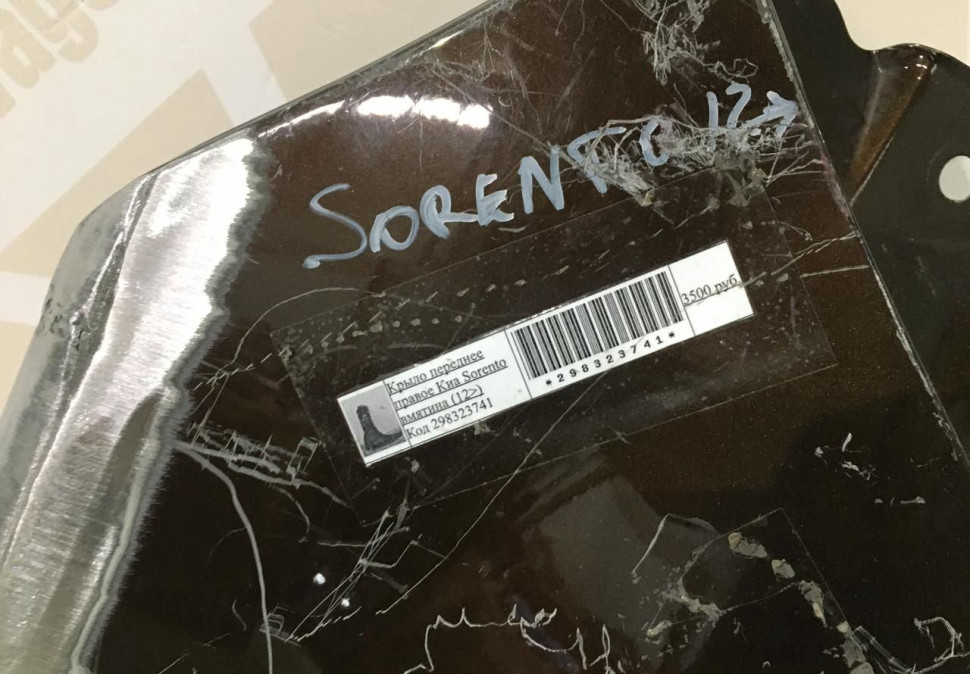 SORENTO 12>
Крыло переднее
правое Киа Sorento
вмятина (12>)
Код 298323741
*298323741*
3500 руб.